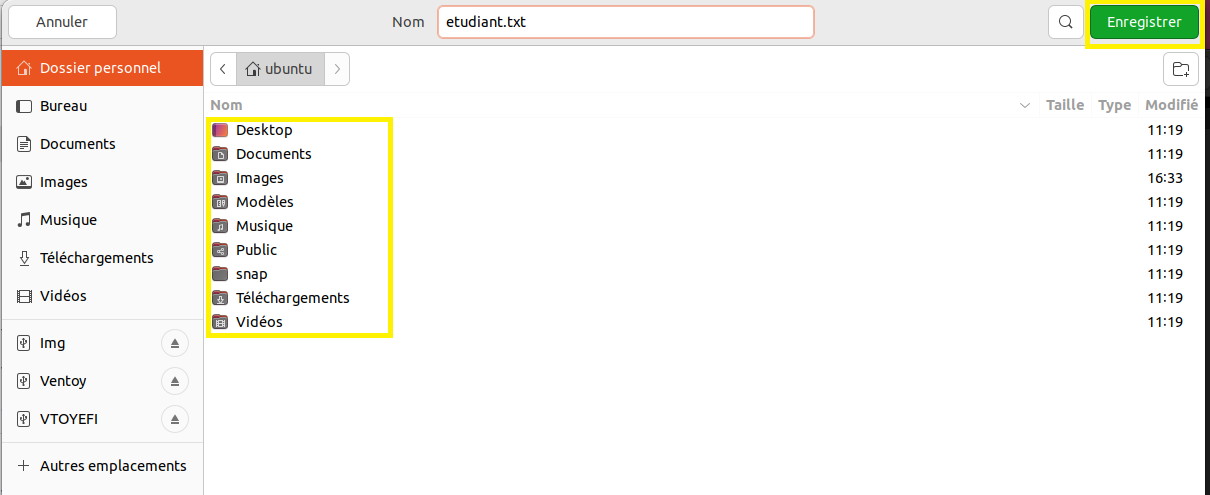 Annuler Nom etudiant.txt Enregistrer
Dossier personnel
Bureau
Documents
Images
Musique
Téléchargements
Vidéos
Img
Ventoy
VTOYEFI
Autres emplacements
ubuntu
Nom Taille Type Modifié
Desktop 11:19
Documents 11:19
Images 16:33
Modèles 11:19
Musique 11:19
Public 11:19
snap 11:19
Téléchargements 11:19
Vidéos 11:19